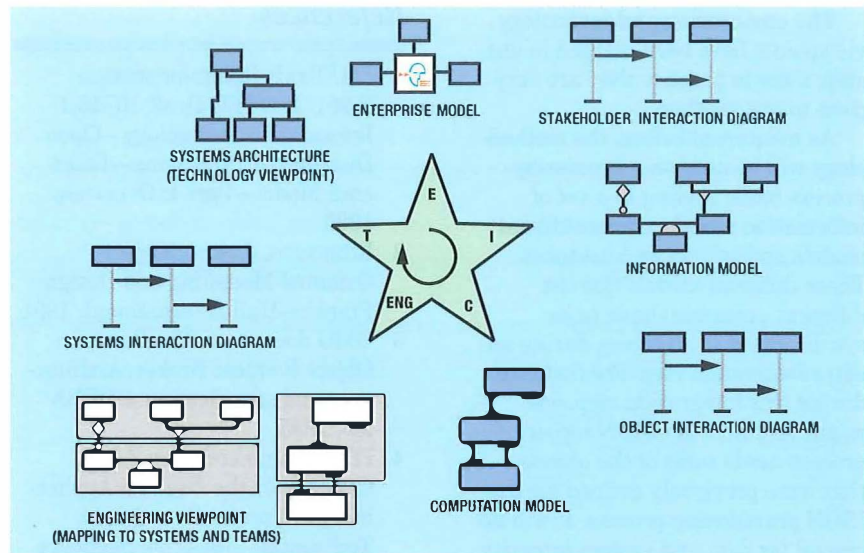 ENTERPRISE MODEL
STAKEHOLDER INTERACTION DIAGRAM
SYSTEMS ARCHITECTURE
(TECHNOLOGY VIEWPOINT)
E
T
I
ENG
C
INFORMATION MODEL
SYSTEMS INTERACTION DIAGRAM
OBJECT INTERACTION DIAGRAM
COMPUTATION MODEL
ENGINEERING VIEWPOINT
(MAPPING TO SYSTEMS AND TEAMS)